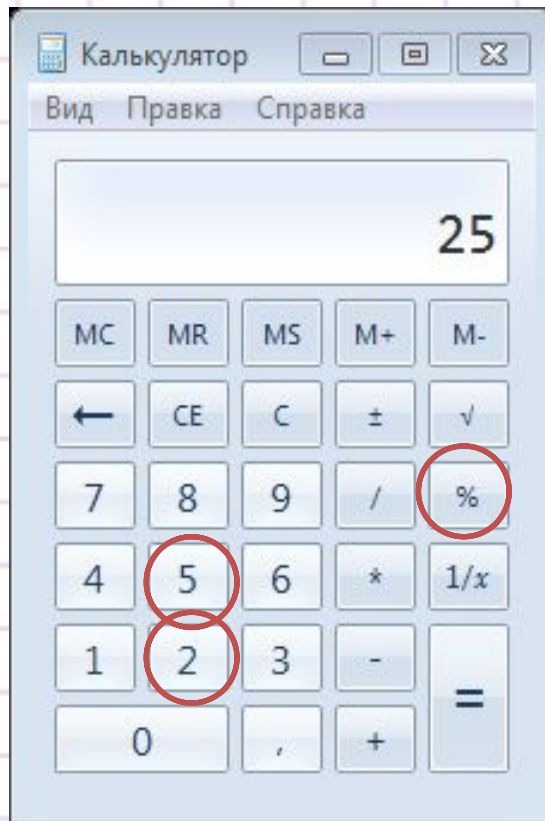 Калькулятор
Вид Правка Справка
25
MC MR MS M+ M-
← CE C ± √
7 8 9 / %
4 5 6 * 1/x
1 2 3 - =
0 , +